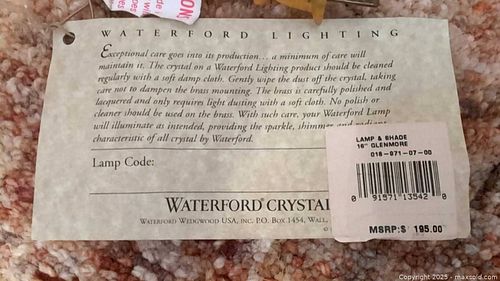 WATERFORD LIGHTING
Exceptional care goes into its production... a minimum of care will
maintain it. The crystal on a Waterford Lighting product should be cleaned
regularly with a soft damp cloth. Gently wipe the dust off the crystal, taking
care not to dampen the brass mounting. The brass is carefully polished and
lacquered and only requires light dusting with a soft cloth. No polish or
cleaner should be used on the brass. With such care, your Waterford Lamp
will illuminate as intended, providing the sparkle, shimmer and radiant
characteristic of all crystal by Waterford.
Lamp Code:
WATERFORD® CRYSTAL
WATERFORD WEDGWOOD USA, INC. P.O. BOX 1454, WALL,
LAMP & SHADE
16" GLENMORE
018-071-07-00
0 91571 13542 0
MSRP:$ 195.00
Copyright 2025 - maxsold.com